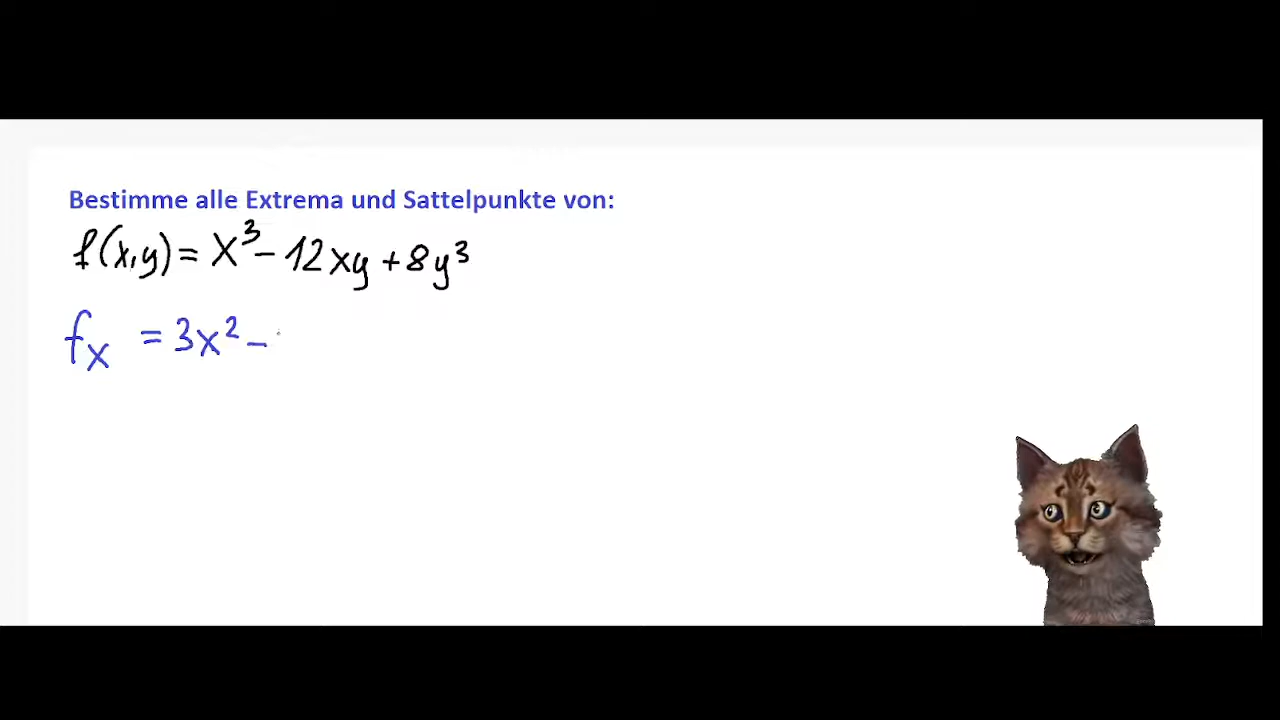 Bestimme alle Extrema und Sattelpunkte von:
f(x,y) = x³ - 12xy + 8y³
fₓ = 3x² -